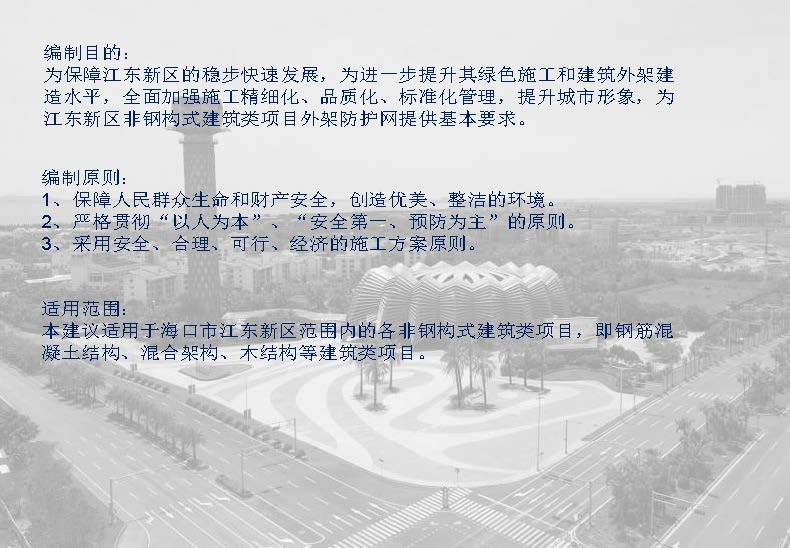 编制目的：
为保障江东新区的稳步快速发展，为进一步提升其绿色施工和建筑外架建
造水平，全面加强施工精细化、品质化、标准化管理，提升城市形象，为
江东新区非钢构式建筑类项目外架防护网提供基本要求。
编制原则：
1、保障人民群众生命和财产安全，创造优美、整洁的环境。
2、严格贯彻“以人为本”、“安全第一、预防为主”的原则。
3、采用安全、合理、可行、经济的施工方案原则。
适用范围：
本建议适用于海口市江东新区范围内的各非钢构式建筑类项目，即钢筋混
凝土结构、混合架构、木结构等建筑类项目。